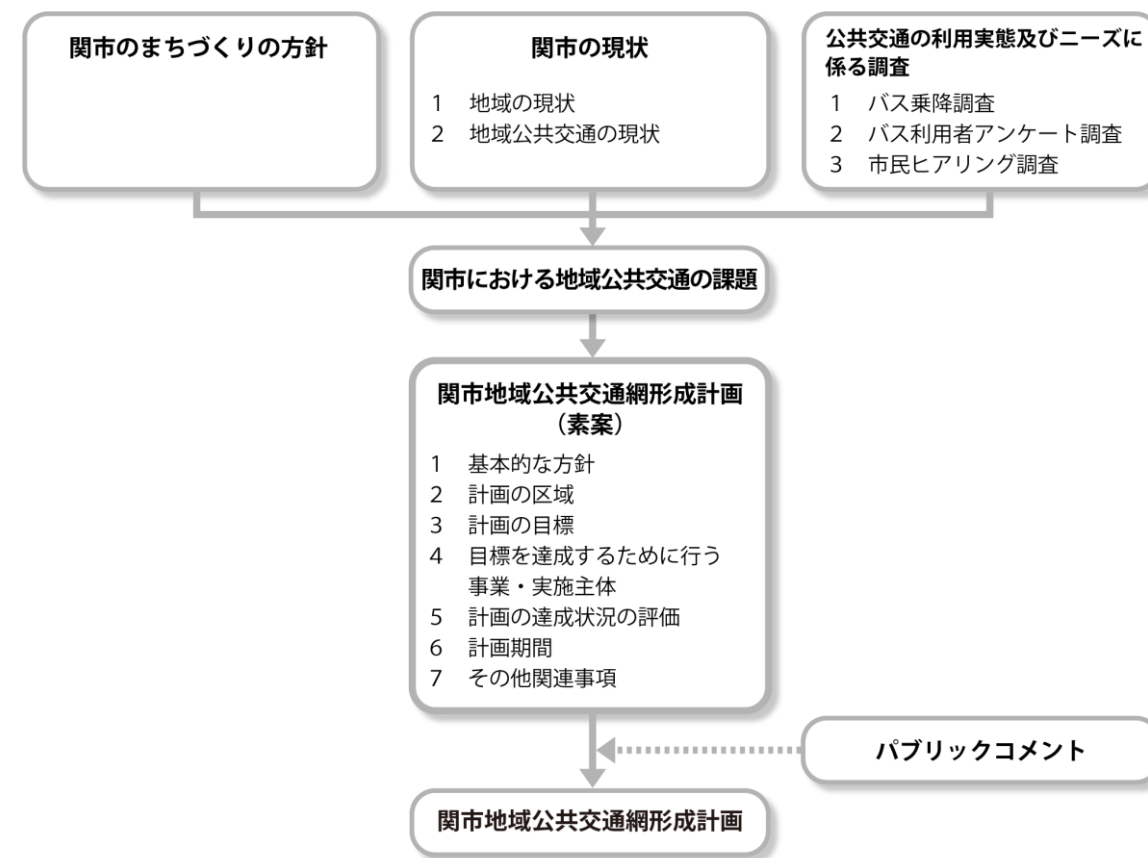 関市のまちづくりの方針
関市の現状
1 地域の現状
2 地域公共交通の現状
公共交通の利用実態及びニーズに
係る調査
1 バス乗降調査
2 バス利用者アンケート調査
3 市民ヒアリング調査
関市における地域公共交通の課題
関市地域公共交通網形成計画
（素案）
1 基本的な方針
2 計画の区域
3 計画の目標
4 目標を達成するために行う
事業・実施主体
5 計画の達成状況の評価
6 計画期間
7 その他関連事項
パブリックコメント
関市地域公共交通網形成計画